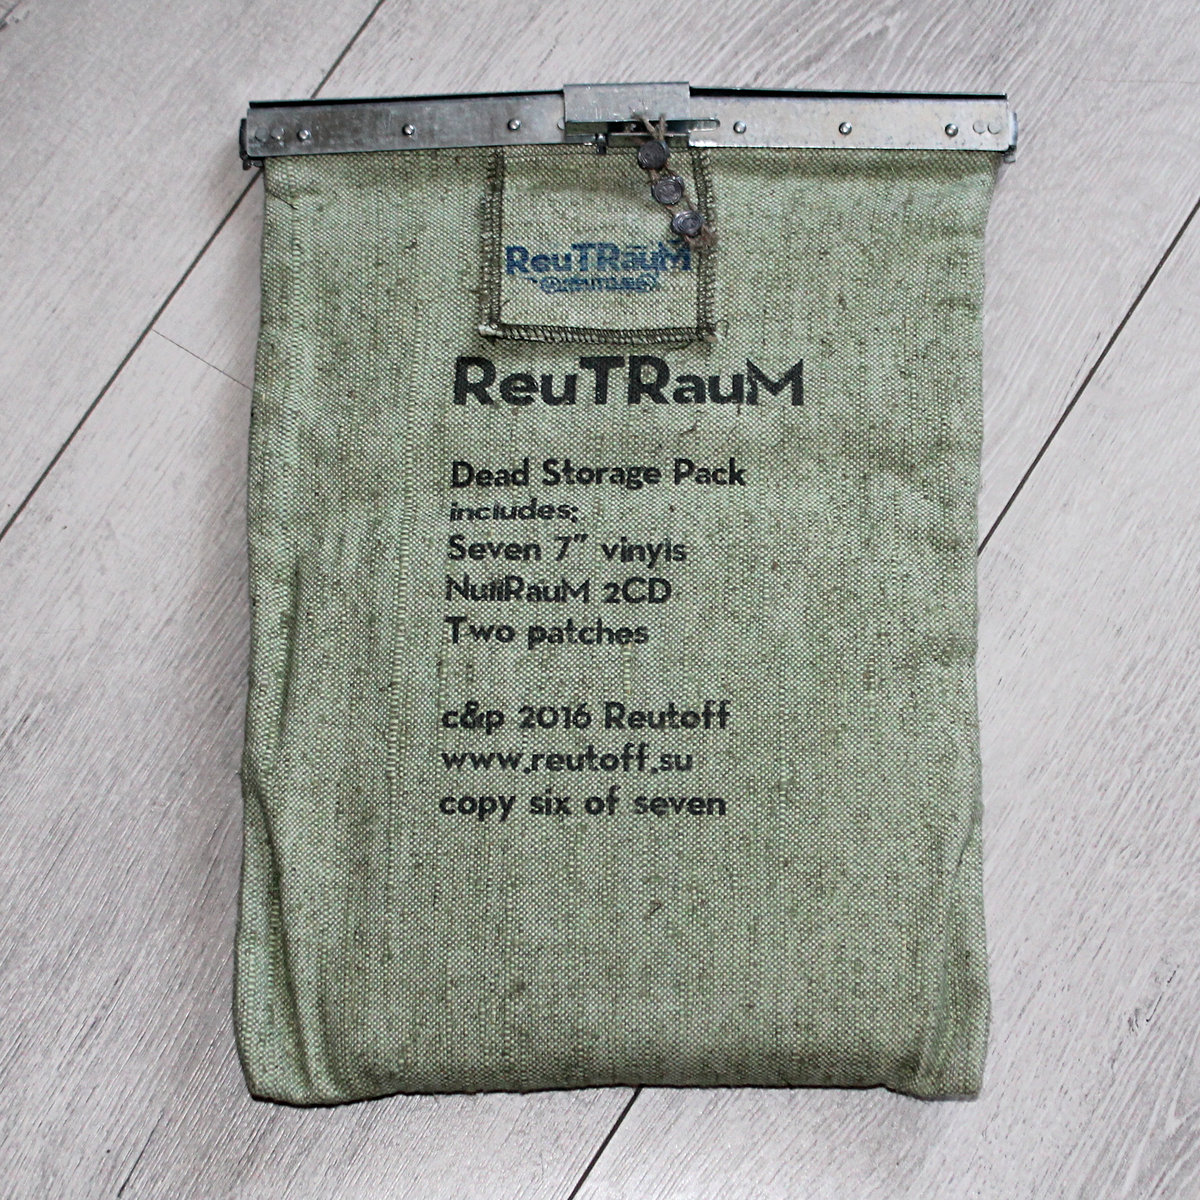 ReuTRauM
ReuTRauM
Dead Storage Pack
includes:
Seven 7” vinyls
NullRauM 2CD
Two patches
c&p 2016 Reutoff
www.reutoff.su
copy six of seven